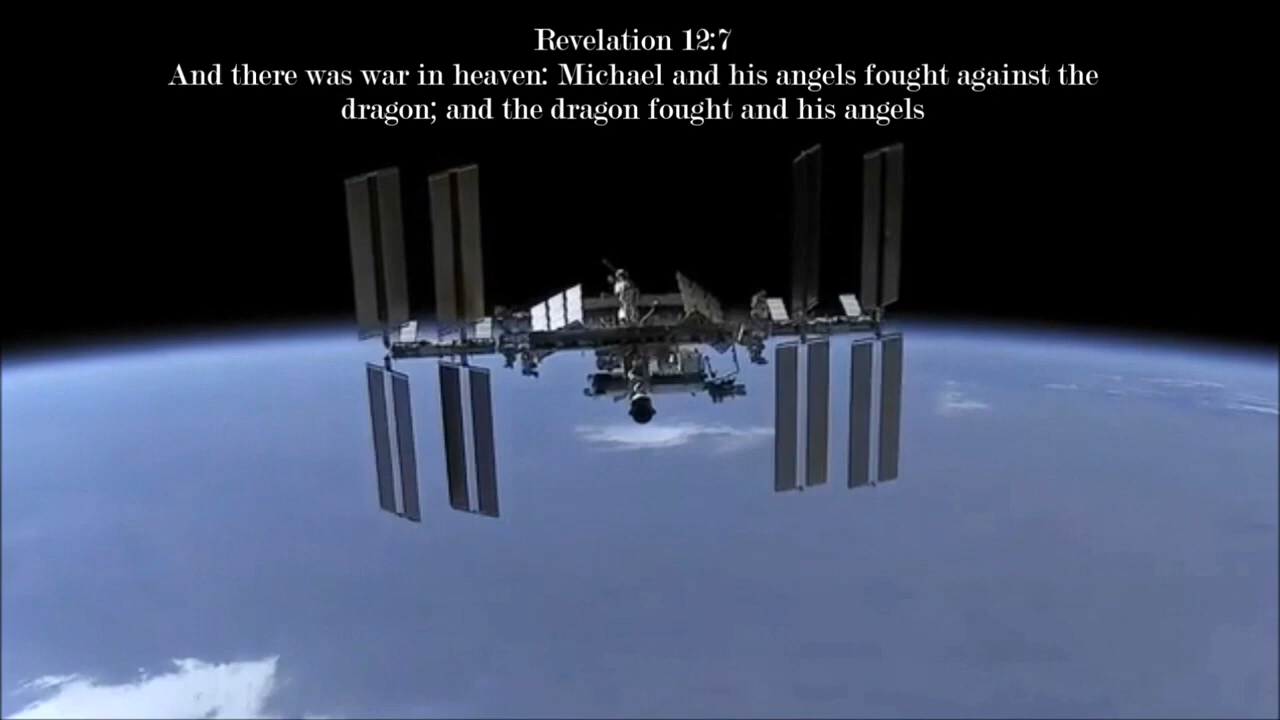 Revelation 12:7
And there was war in heaven: Michael and his angels fought against the
dragon; and the dragon fought and his angels